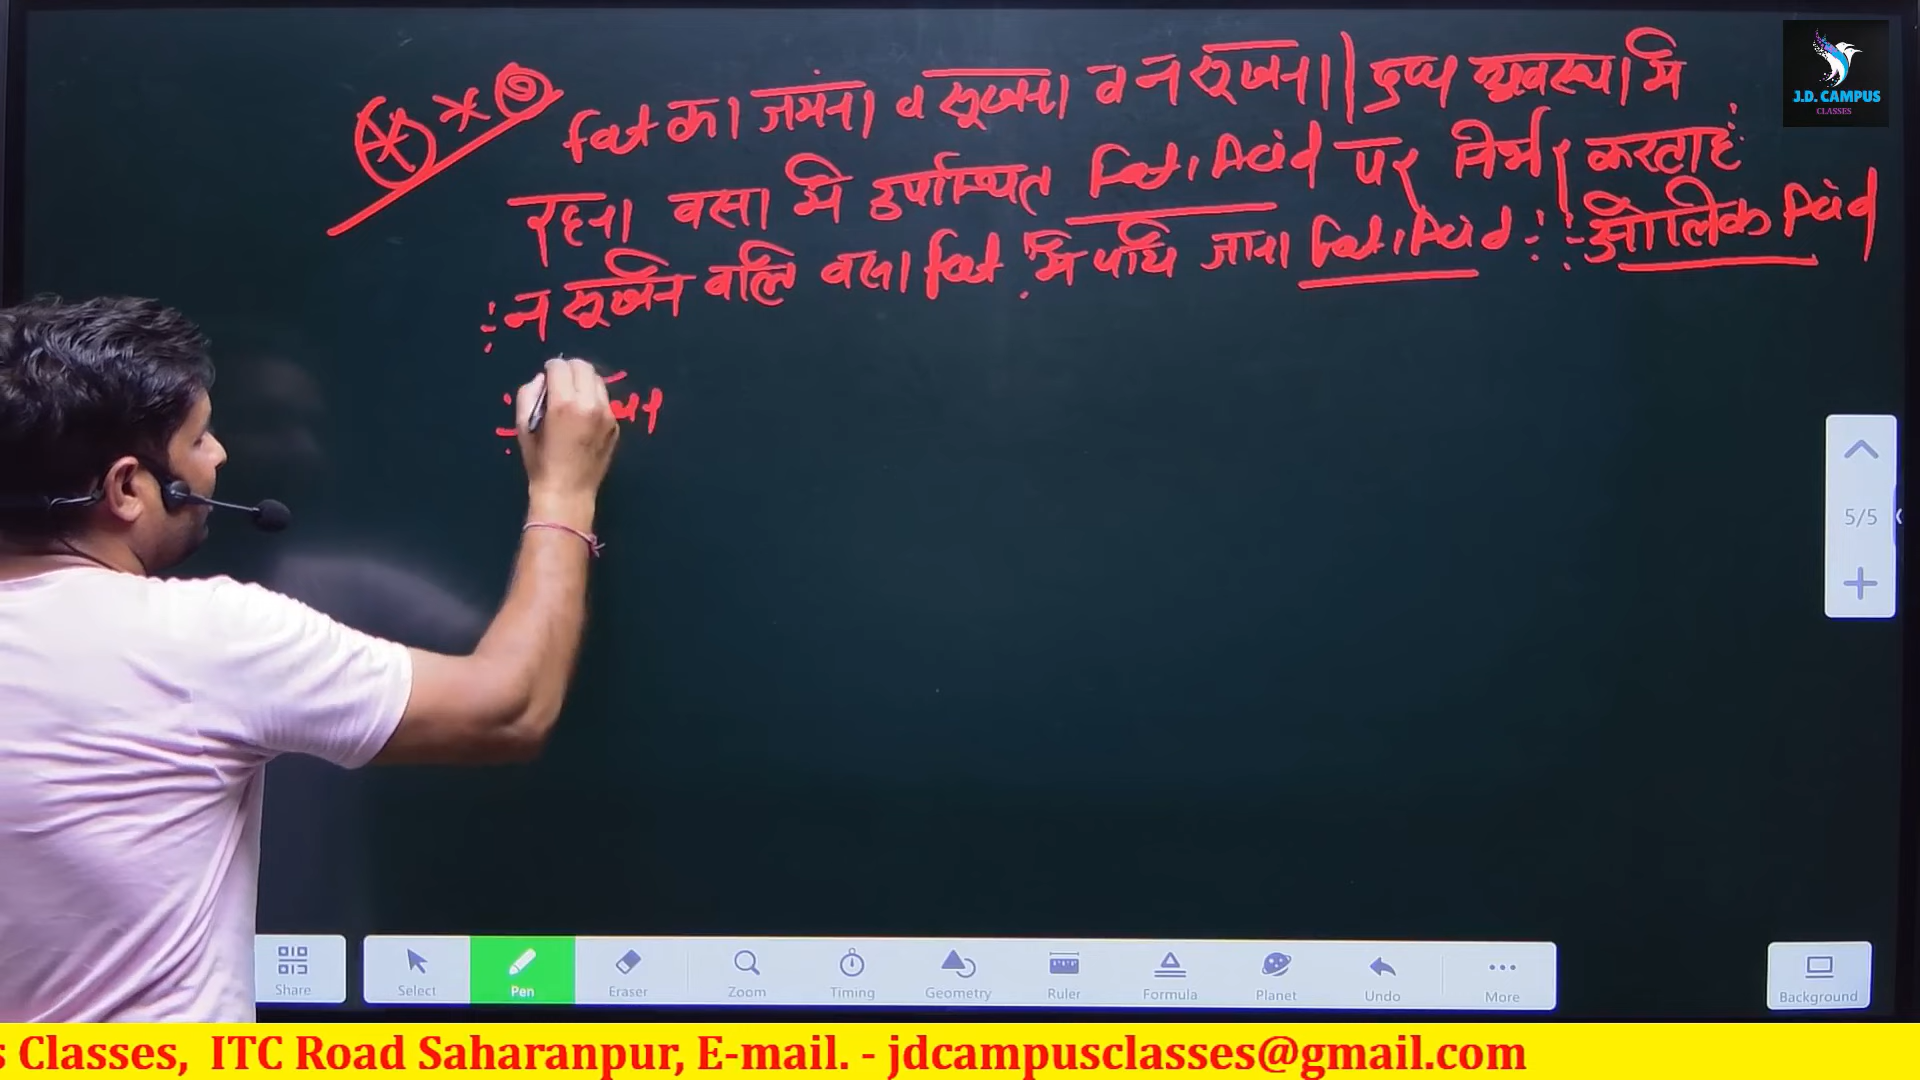 Fat का जमंना व सूखना व न सूखना। द्रव्य व्यवस्था मे
रहना वसा मे उपस्थित Fat, Acid पर निर्भर करता है
न सूखने वालि वसा Fat मे पाये जाना Fat, Acid :- ओलिक Acid
J.D. CAMPUS
CLASSES
5/5
Share
Select
Pen
Eraser
Zoom
Timing
Geometry
Ruler
Formula
Planet
Undo
More
Background
s Classes, ITC Road Saharanpur, E-mail. - jdcampusclasses@gmail.com